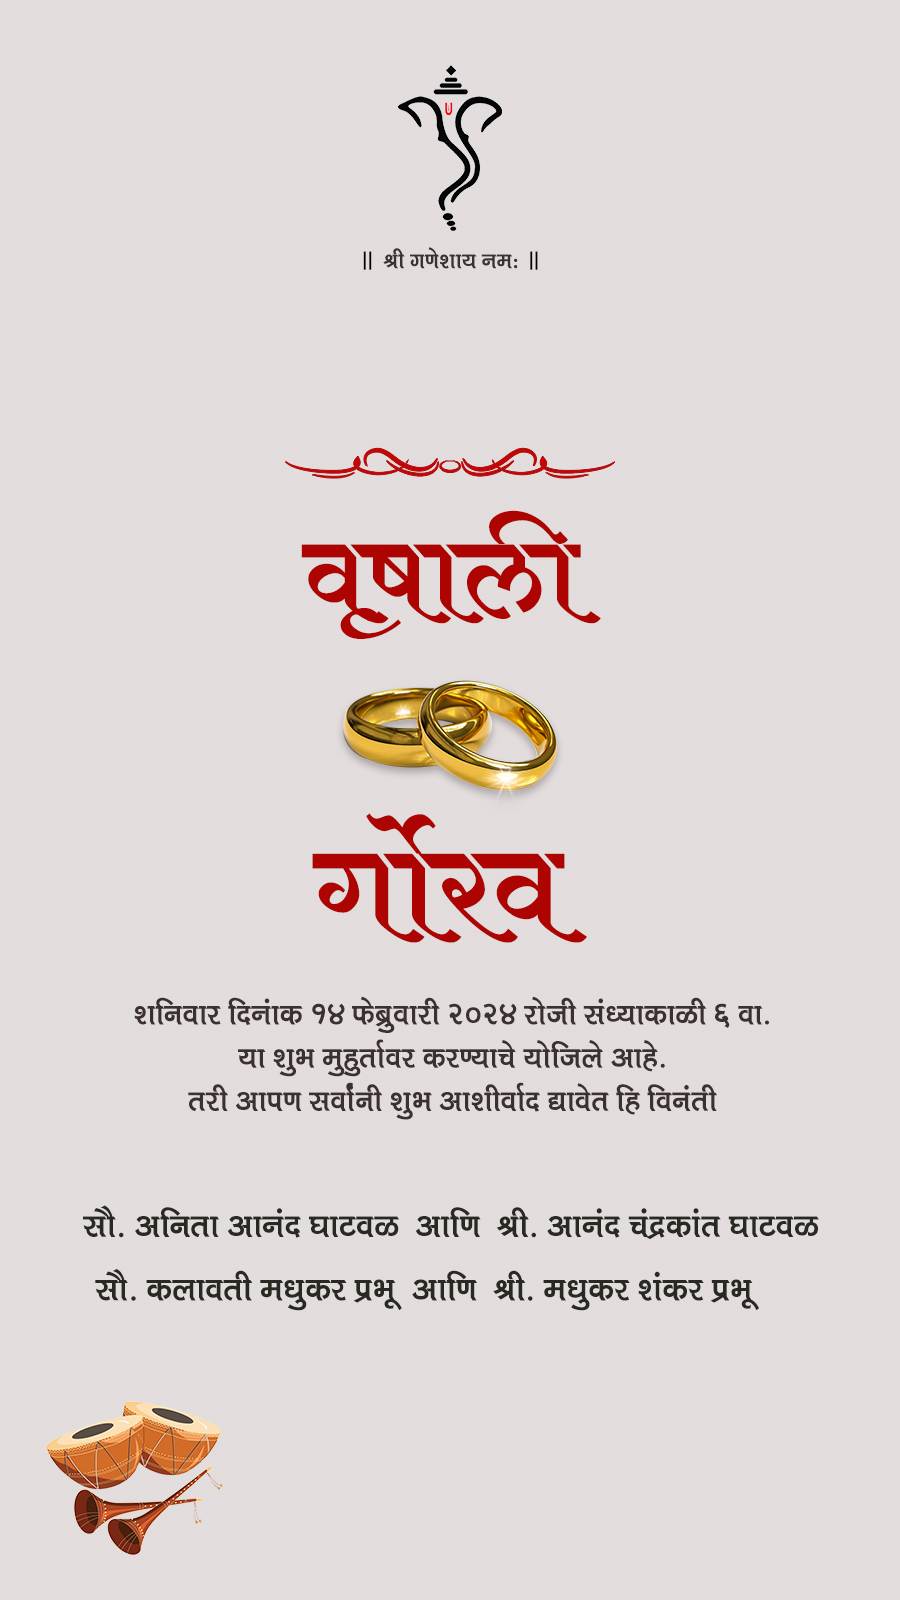 || श्री गणेशाय नम: ||
वृषाली
गौरव
शनिवार दिनांक १४ फेब्रुवारी २०२४ रोजी संध्याकाळी ६ वा.
या शुभ मुहुर्तावर करण्याचे योजिले आहे.
तरी आपण सर्वांनी शुभ आशीर्वाद द्यावेत हि विनंती
सौ. अनिता आनंद घाटवळ आणि श्री. आनंद चंद्रकांत घाटवळ
सौ. कलावती मधुकर प्रभू आणि श्री. मधुकर शंकर प्रभू